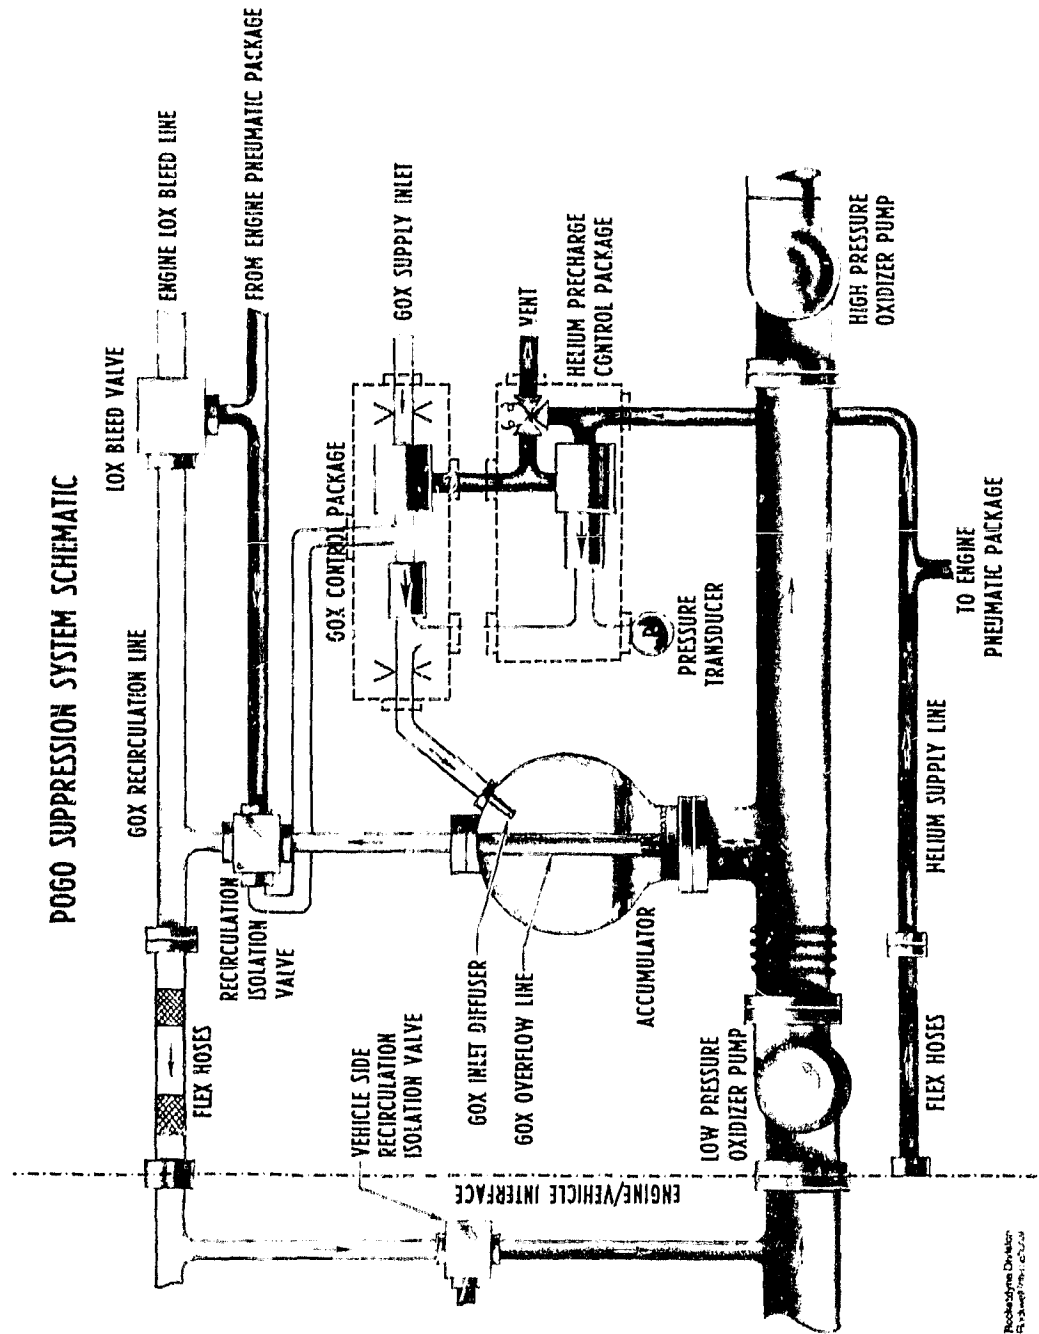 POGO SUPPRESSION SYSTEM SCHEMATIC
ENGINE LOX BLEED LINE
FROM ENGINE PNEUMATIC PACKAGE
LOX BLEED VALVE
GOX RECIRCULATION LINE
GOX SUPPLY INLET
GOX CONTROL PACKAGE
VENT
HELIUM PRECHARGE
CONTROL PACKAGE
RECIRCULATION
ISOLATION
VALVE
FLEX HOSES
VEHICLE SIDE
RECIRCULATION
ISOLATION VALVE
GOX INLET DIFFUSER
GOX OVERFLOW LINE
ACCUMULATOR
PRESSURE
TRANSDUCER
P
HIGH PRESSURE
OXIDIZER PUMP
LOW PRESSURE
OXIDIZER PUMP
ENGINE/VEHICLE INTERFACE
HELIUM SUPPLY LINE
FLEX HOSES
TO ENGINE
PNEUMATIC PACKAGE
Rocketdyne Division